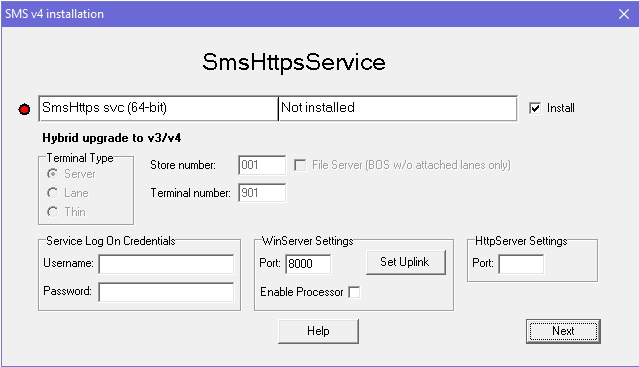 SMS v4 installation
SmsHttpsService
SmsHttps svc (64-bit) Not installed Install
Hybrid upgrade to v3/v4
Terminal Type
Server
Lane
Thin
Store number: 001 File Server (BOS w/o attached lanes only)
Terminal number: 901
Service Log On Credentials
Username:
Password:
WinServer Settings
Port: 8000 Set Uplink
Enable Processor
HttpServer Settings
Port:
Help Next